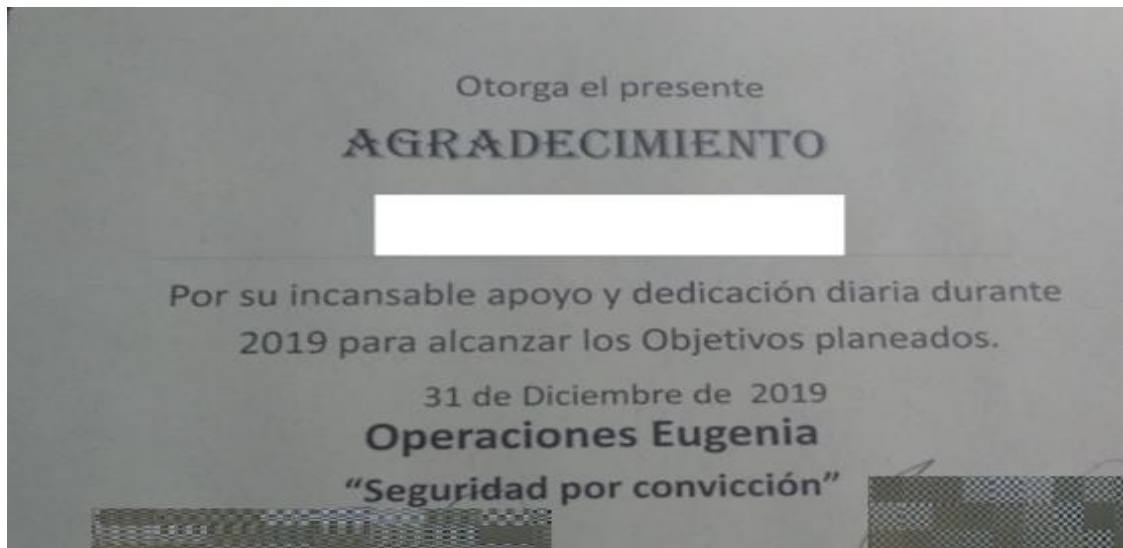 Otorga el presente
AGRADECIMIENTO
Por su incansable apoyo y dedicación diaria durante
2019 para alcanzar los Objetivos planeados.
31 de Diciembre de 2019
Operaciones Eugenia
“Seguridad por convicción”